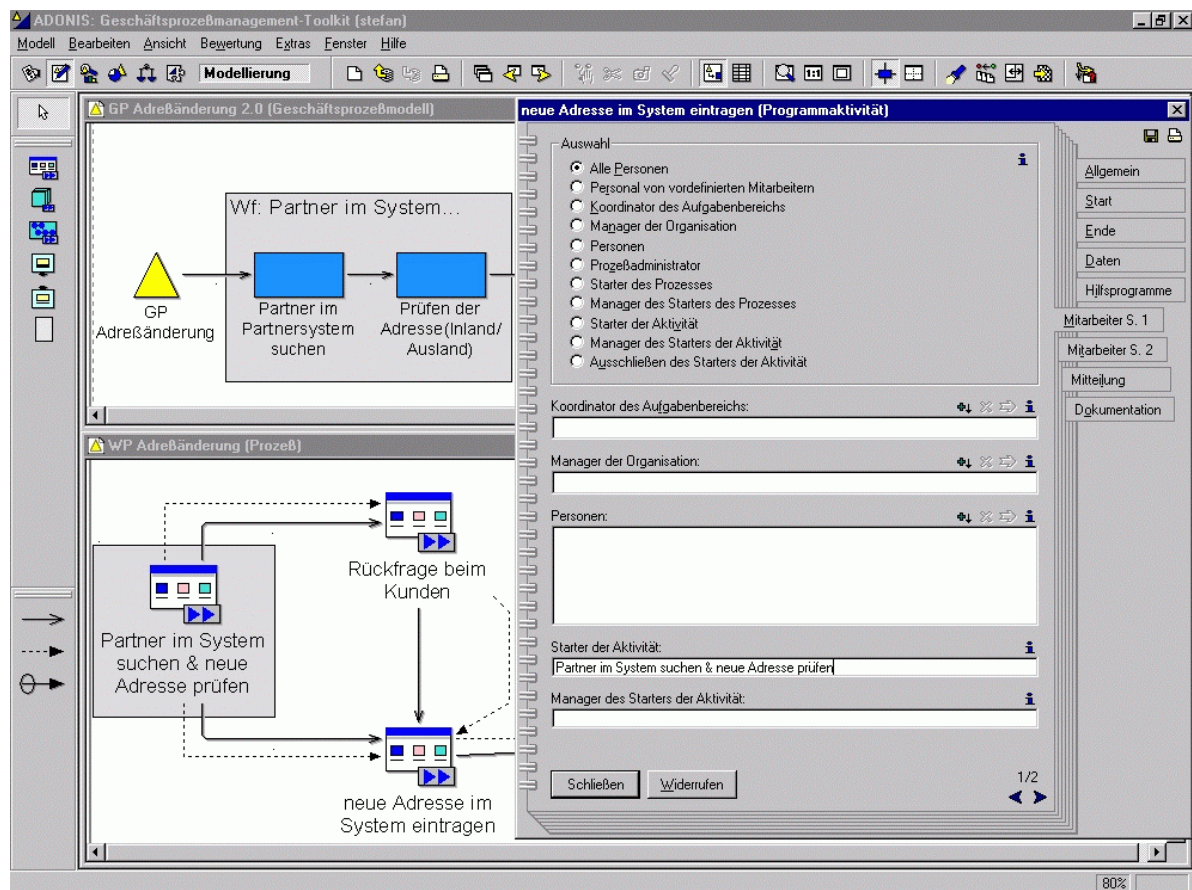 ADONIS: Geschäftsprozeßmanagement-Toolkit (stefan)
Modell Bearbeiten Ansicht Bewertung Extras Fenster Hilfe
Modellierung
GP Adreßänderung 2.0 (Geschäftsprozeßmodell)
Wf: Partner im System...
GP
Adreßänderung
Partner im
Partnersystem
suchen
Prüfen der
Adresse(Inland/
Ausland)
WP Adreßänderung (Prozeß)
Rückfrage beim
Kunden
Partner im System
suchen & neue
Adresse prüfen
neue Adresse im
System eintragen
neue Adresse im System eintragen (Programmaktivität)
Auswahl
Alle Personen
Personal von vordefinierten Mitarbeitern
Koordinator des Aufgabenbereichs
Manager der Organisation
Personen
Prozeßadministrator
Starter des Prozesses
Manager des Starters des Prozesses
Starter der Aktivität
Manager des Starters der Aktivität
Ausschließen des Starters der Aktivität
Koordinator des Aufgabenbereichs:
Manager der Organisation:
Personen:
Starter der Aktivität:
Partner im System suchen & neue Adresse prüfen
Manager des Starters der Aktivität:
Schließen Widerrufen
1/2
Allgemein
Start
Ende
Daten
Hilfsprogramme
Mitarbeiter S. 1
Mitarbeiter S. 2
Mitteilung
Dokumentation
80%